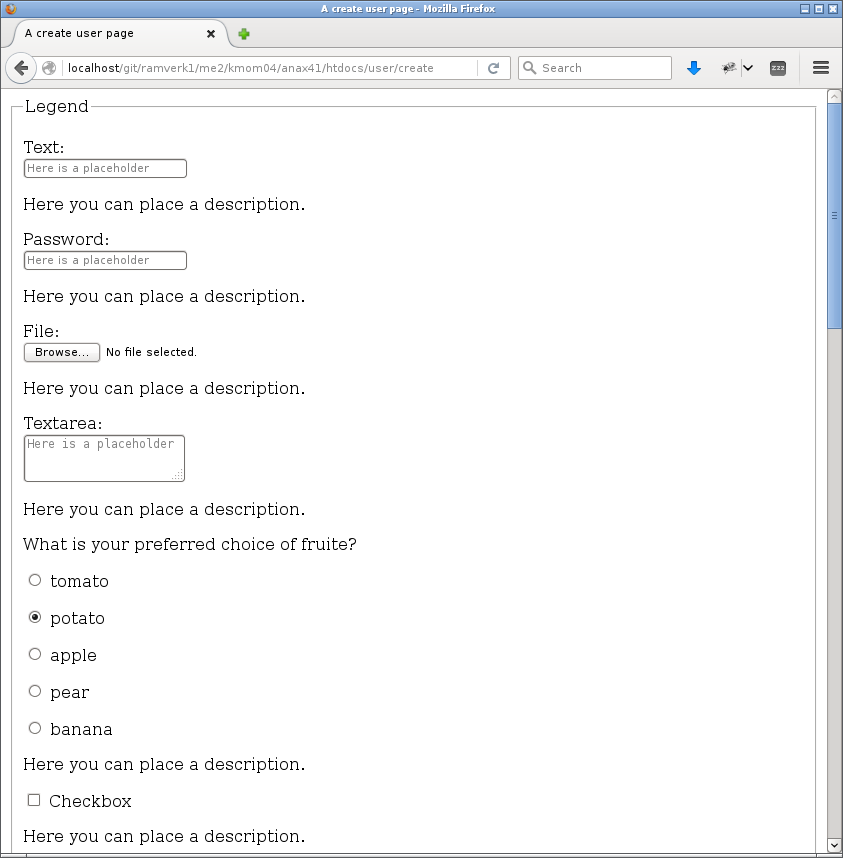 A create user page - Mozilla Firefox
A create user page
localhost/git/ramverk1/me2/kmom04/anax41/htdocs/user/create
Search
zzz
Legend
Text:
Here is a placeholder
Here you can place a description.
Password:
Here is a placeholder
Here you can place a description.
File:
Browse... No file selected.
Here you can place a description.
Textarea:
Here is a placeholder
Here you can place a description.
What is your preferred choice of fruite?
tomato
potato
apple
pear
banana
Here you can place a description.
Checkbox
Here you can place a description.